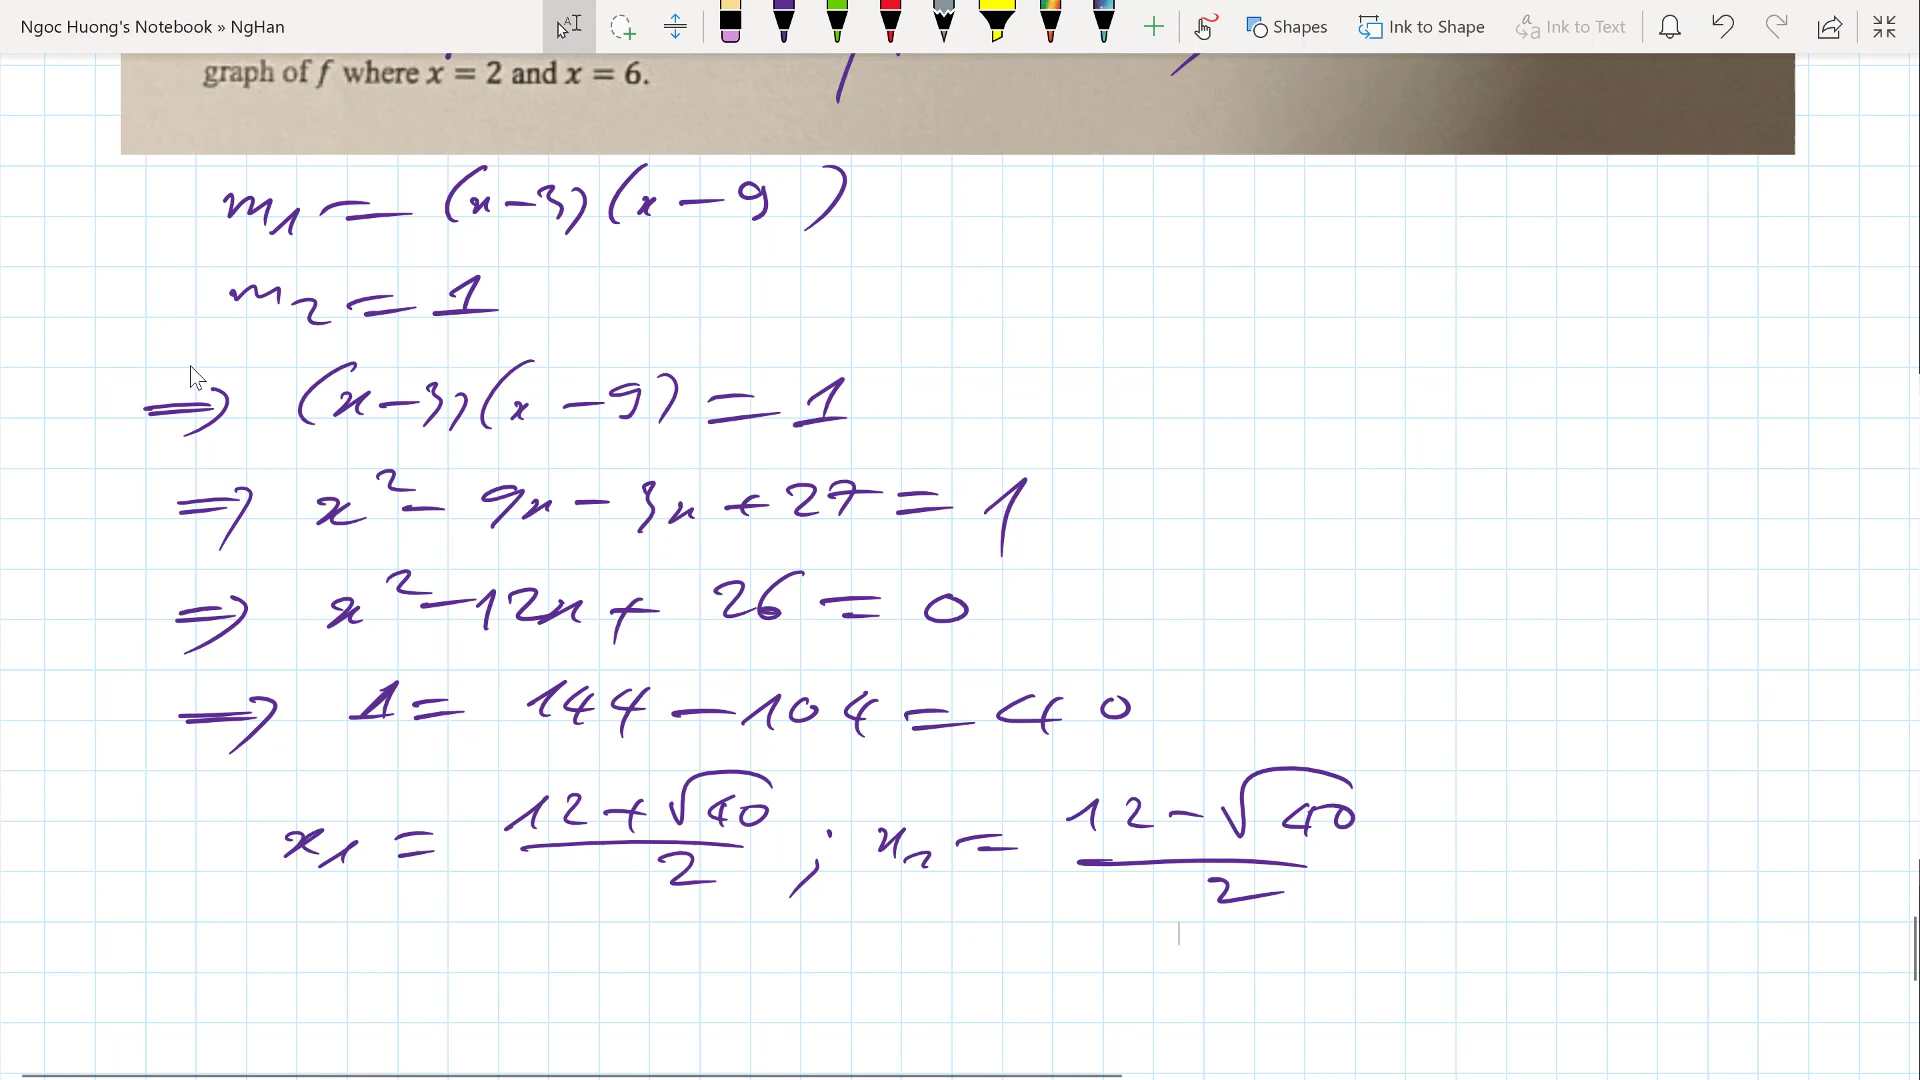 Ngoc Huong's Notebook » NgHan
Shapes Ink to Shape Ink to Text
graph of f where x = 2 and x = 6.
m₁ = (x-3)(x-9)
m₂ = 1
⇒ (x-3)(x-9) = 1
⇒ x² - 9x - 3x + 27 = 1
⇒ x² - 12x + 26 = 0
⇒ Δ = 144 - 104 = 40
x₁ = (12+√40)/2 ; x₂ = (12-√40)/2